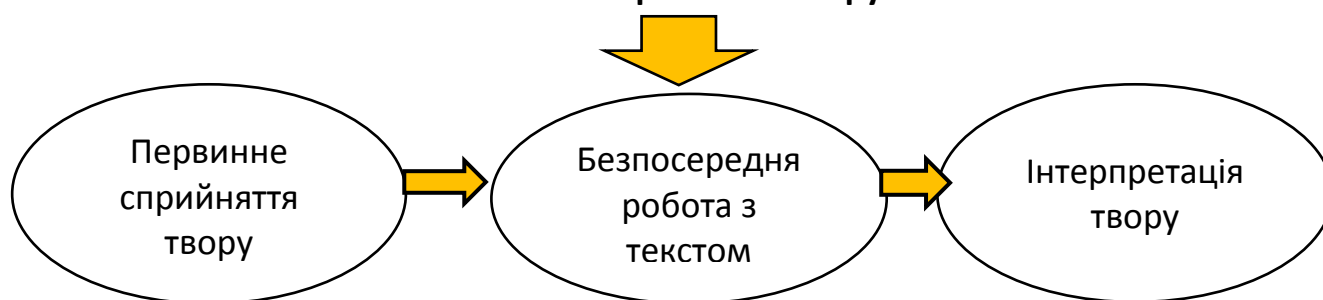 Первинне
сприйняття
твору
Безпосередня
робота з
текстом
Інтерпретація
твору